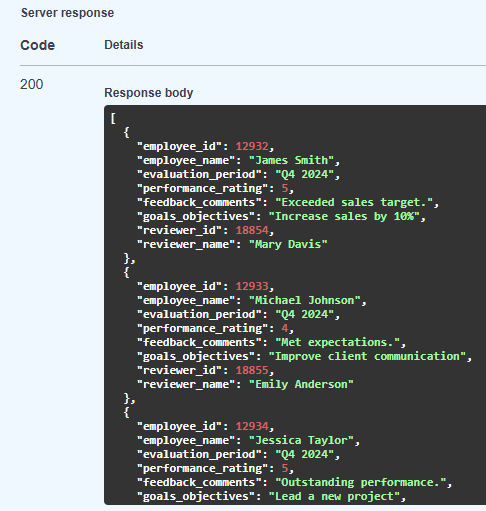 Server response
Code Details
200
Response body
[
{
"employee_id": 12932,
"employee_name": "James Smith",
"evaluation_period": "Q4 2024",
"performance_rating": 5,
"feedback_comments": "Exceeded sales target.",
"goals_objectives": "Increase sales by 10%",
"reviewer_id": 18854,
"reviewer_name": "Mary Davis"
},
{
"employee_id": 12933,
"employee_name": "Michael Johnson",
"evaluation_period": "Q4 2024",
"performance_rating": 4,
"feedback_comments": "Met expectations.",
"goals_objectives": "Improve client communication",
"reviewer_id": 18855,
"reviewer_name": "Emily Anderson"
},
{
"employee_id": 12934,
"employee_name": "Jessica Taylor",
"evaluation_period": "Q4 2024",
"performance_rating": 5,
"feedback_comments": "Outstanding performance.",
"goals_objectives": "Lead a new project",